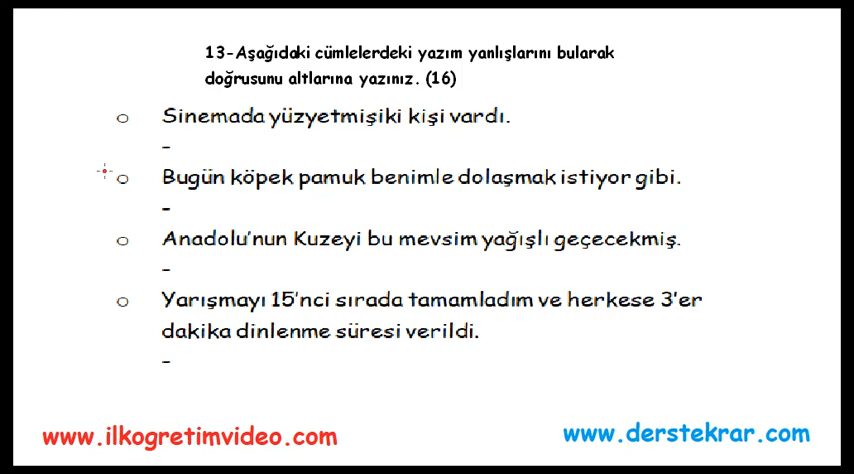 13-Aşağıdaki cümlelerdeki yazım yanlışlarını bularak
doğrusunu altlarına yazınız. (16)
o Sinemada yüzyetmişiki kişi vardı.
-
o Bugün köpek pamuk benimle dolaşmak istiyor gibi.
-
o Anadolu'nun Kuzeyi bu mevsim yağışlı geçecekmiş.
-
o Yarışmayı 15'nci sırada tamamladım ve herkese 3'er
dakika dinlenme süresi verildi.
-
www.ilkogretimvideo.com
www.derstekrar.com